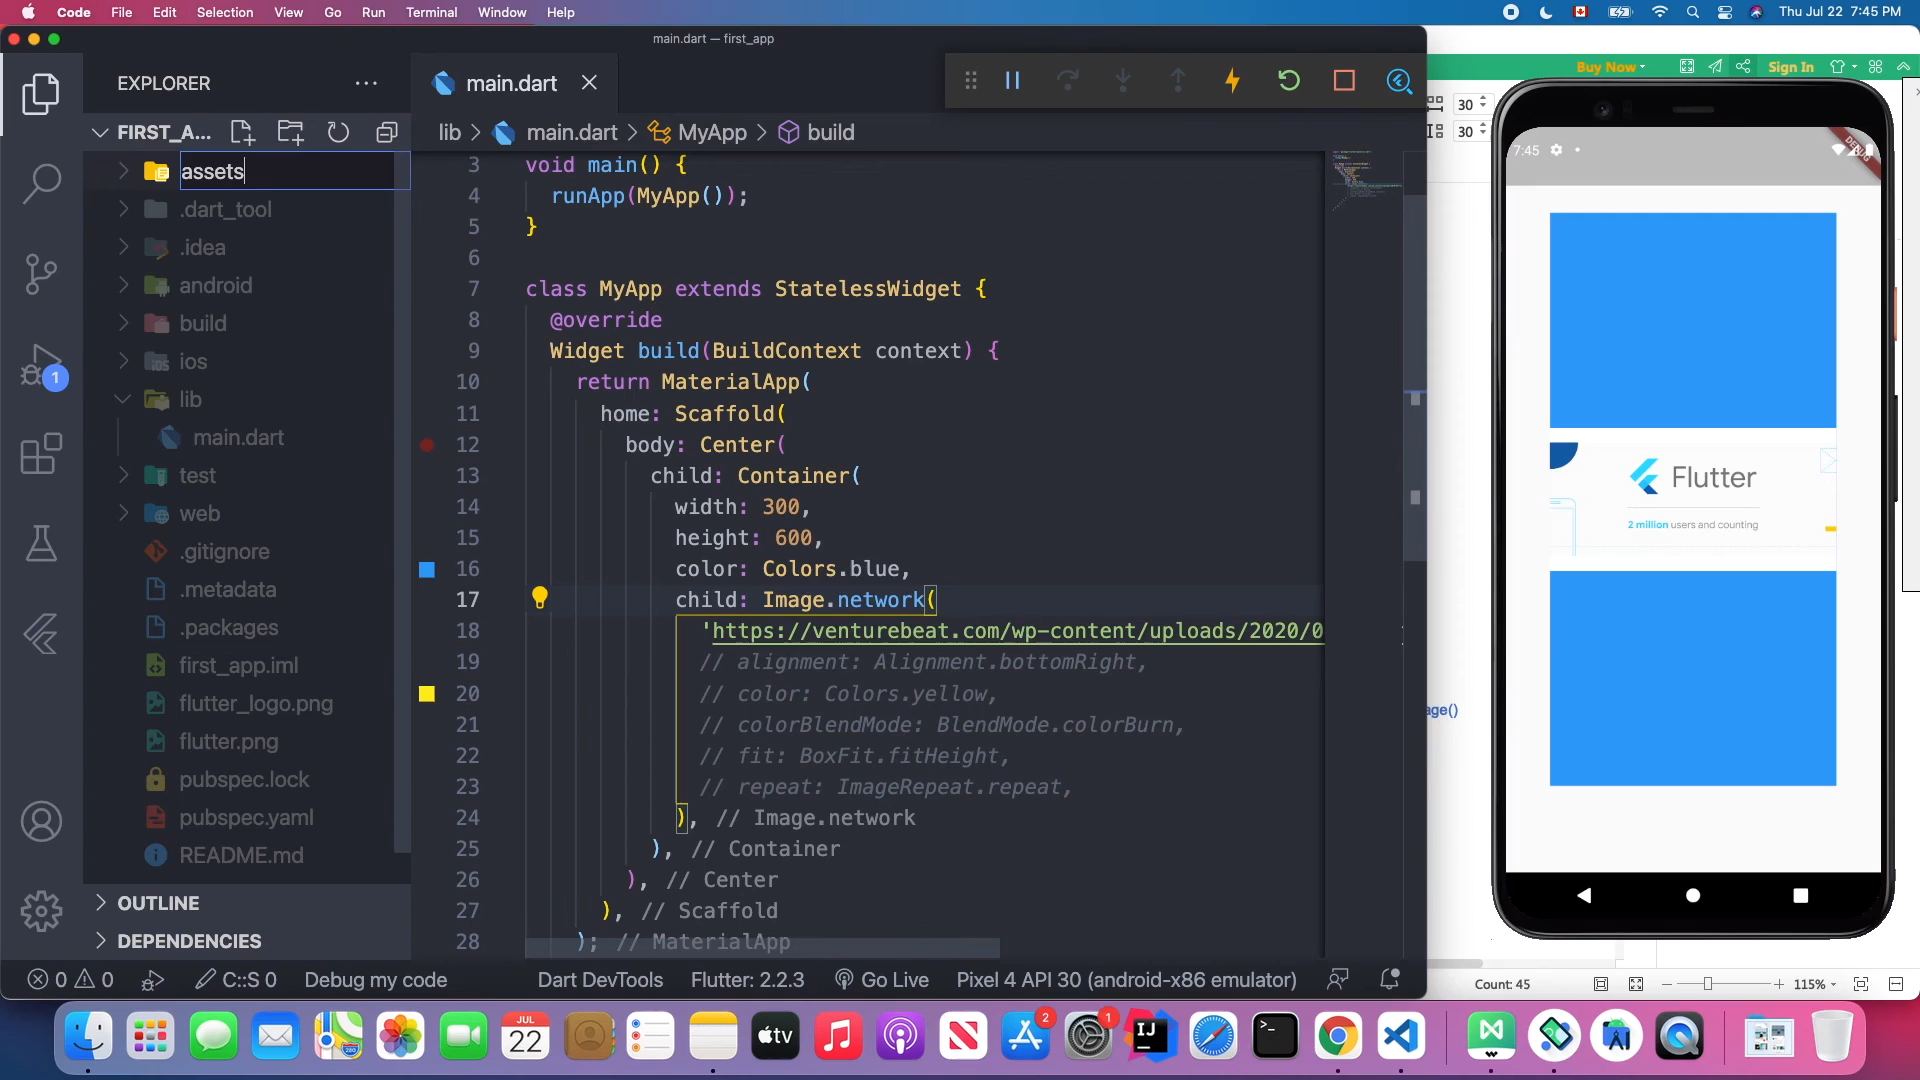 Code File Edit Selection View Go Run Terminal Window Help
Thu Jul 22 7:45 PM
main.dart — first_app
EXPLORER
main.dart
FIRST_A...
lib > main.dart > MyApp > build
assets
.dart_tool
.idea
android
build
ios
lib
main.dart
test
web
.gitignore
.metadata
.packages
first_app.iml
flutter_logo.png
flutter.png
pubspec.lock
pubspec.yaml
README.md
OUTLINE
DEPENDENCIES
1
3 void main() {
4 runApp(MyApp());
5 }
6
7 class MyApp extends StatelessWidget {
8 @override
9 Widget build(BuildContext context) {
10 return MaterialApp(
11 home: Scaffold(
12 body: Center(
13 child: Container(
14 width: 300,
15 height: 600,
16 color: Colors.blue,
17 child: Image.network(
18 'https://venturebeat.com/wp-content/uploads/2020/0
19 // alignment: Alignment.bottomRight,
20 // color: Colors.yellow,
21 // colorBlendMode: BlendMode.colorBurn,
22 // fit: BoxFit.fitHeight,
23 // repeat: ImageRepeat.repeat,
24 ), // Image.network
25 ), // Container
26 ), // Center
27 ), // Scaffold
28 ); // MaterialApp
0 0 C::S 0 Debug my code Dart DevTools Flutter: 2.2.3 Go Live Pixel 4 API 30 (android-x86 emulator)
Buy Now Sign In
30
30
7:45
DEBUG
Flutter
2 million users and counting
age()
Count: 45
115%
JUL
22
tv
2
1
IJ